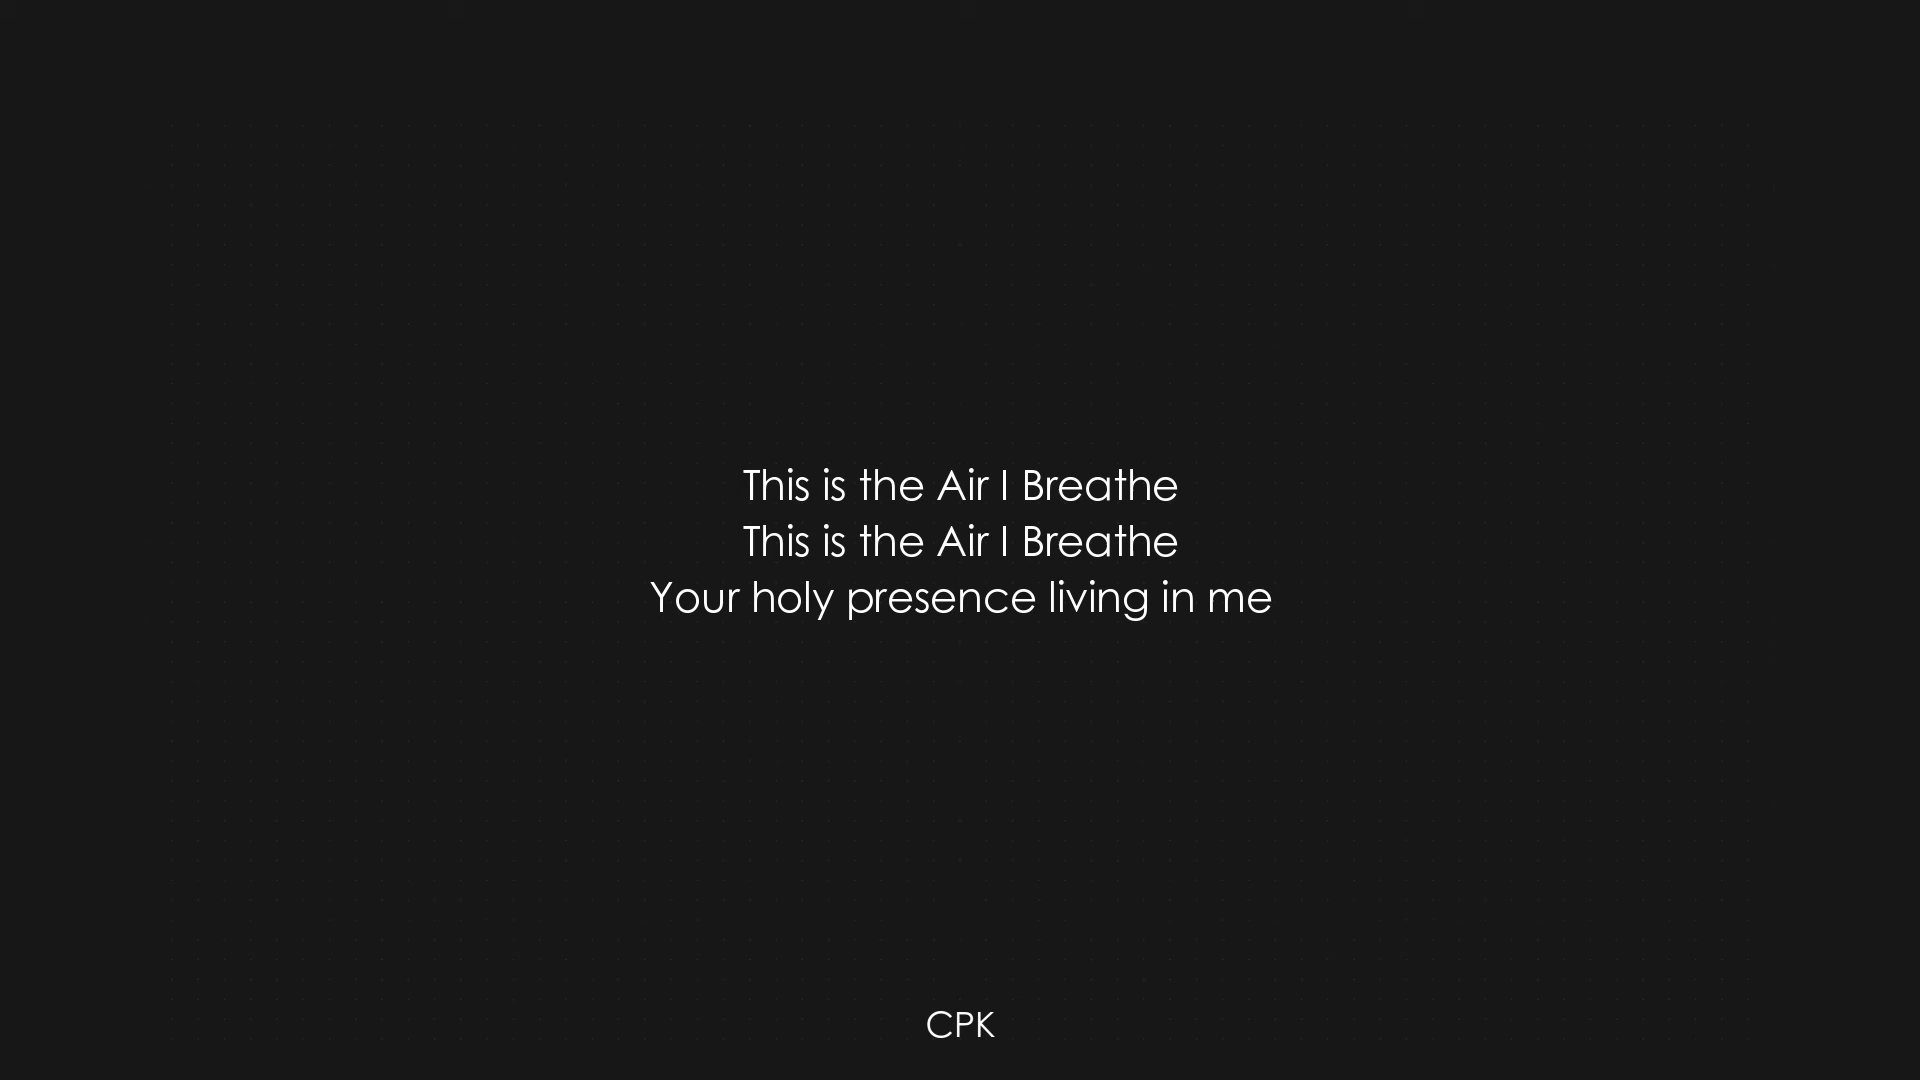 This is the Air I Breathe
This is the Air I Breathe
Your holy presence living in me
CPK